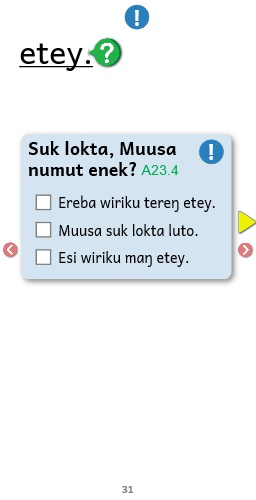 etey.
Suk lokta, Muusa
numut enek? A23.4
Ereba wiriku tereŋ etey.
Muusa suk lokta luto.
Esi wiriku maŋ etey.
31